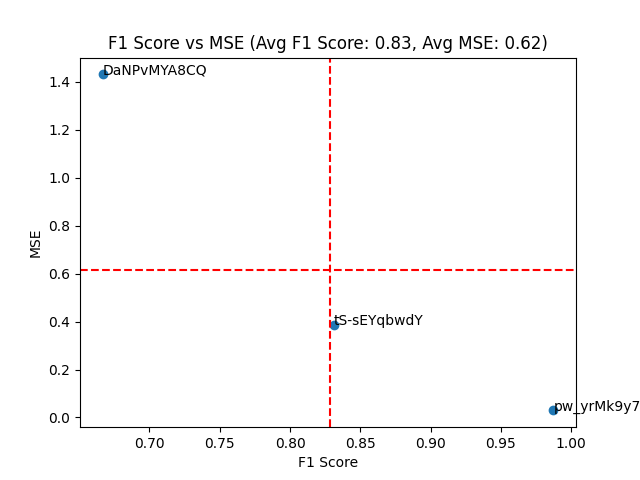 F1 Score vs MSE (Avg F1 Score: 0.83, Avg MSE: 0.62)
DaNPvMYA8CQ
1.4
1.2
1.0
0.8
MSE
0.6
tS-sEYqbwdY
0.4
0.2
pw_yrMk9y7
0.0
0.70 0.75 0.80 0.85 0.90 0.95 1.00
F1 Score